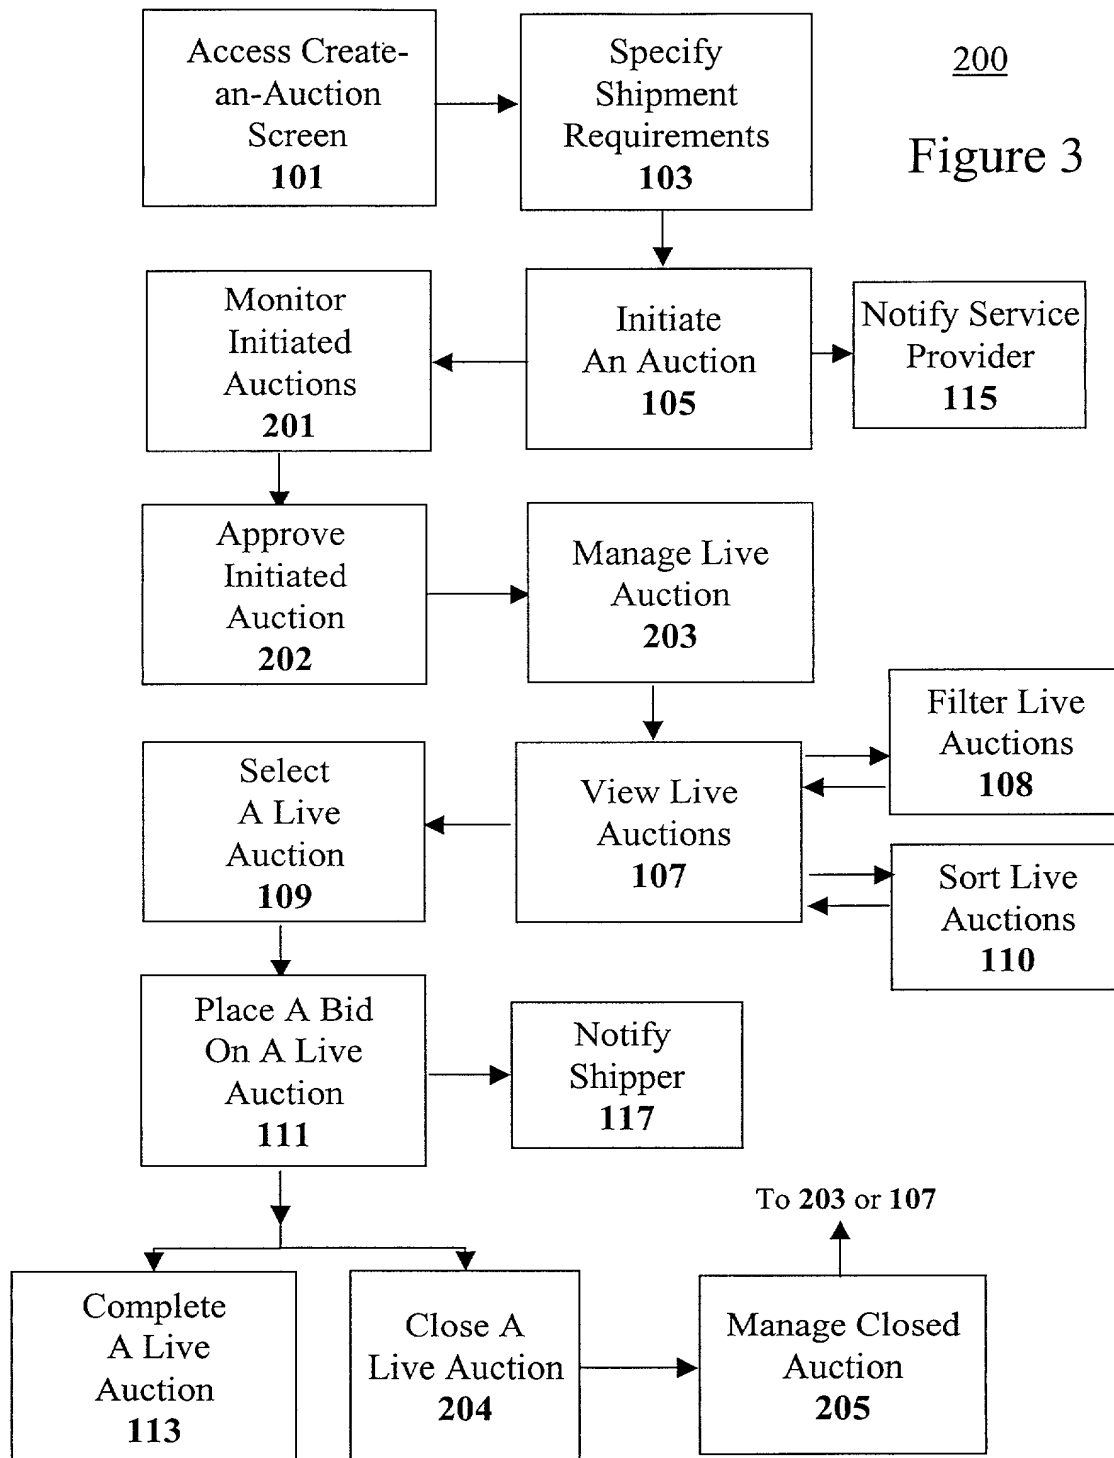 Access Create-
an-Auction
Screen
101
Specify
Shipment
Requirements
103
200
Figure 3
Monitor
Initiated
Auctions
201
Initiate
An Auction
105
Notify Service
Provider
115
Approve
Initiated
Auction
202
Manage Live
Auction
203
Filter Live
Auctions
108
Select
A Live
Auction
109
View Live
Auctions
107
Sort Live
Auctions
110
Place A Bid
On A Live
Auction
111
Notify
Shipper
117
To 203 or 107
Complete
A Live
Auction
113
Close A
Live Auction
204
Manage Closed
Auction
205